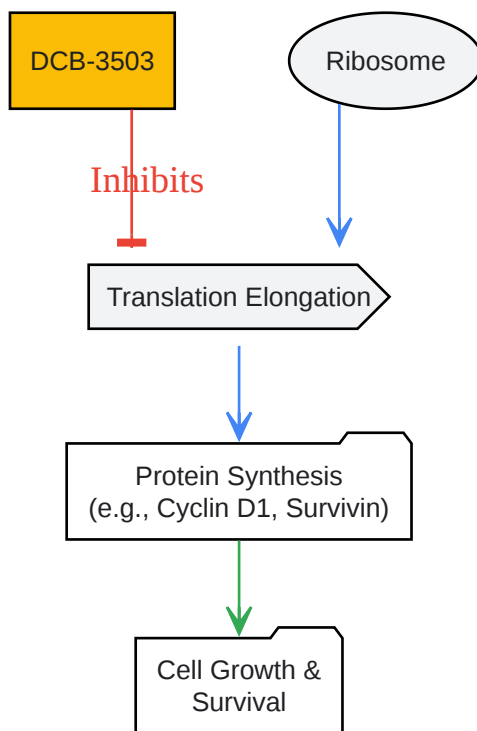 DCB-3503
Ribosome
Inhibits
Translation Elongation
Protein Synthesis
(e.g., Cyclin D1, Survivin)
Cell Growth &
Survival